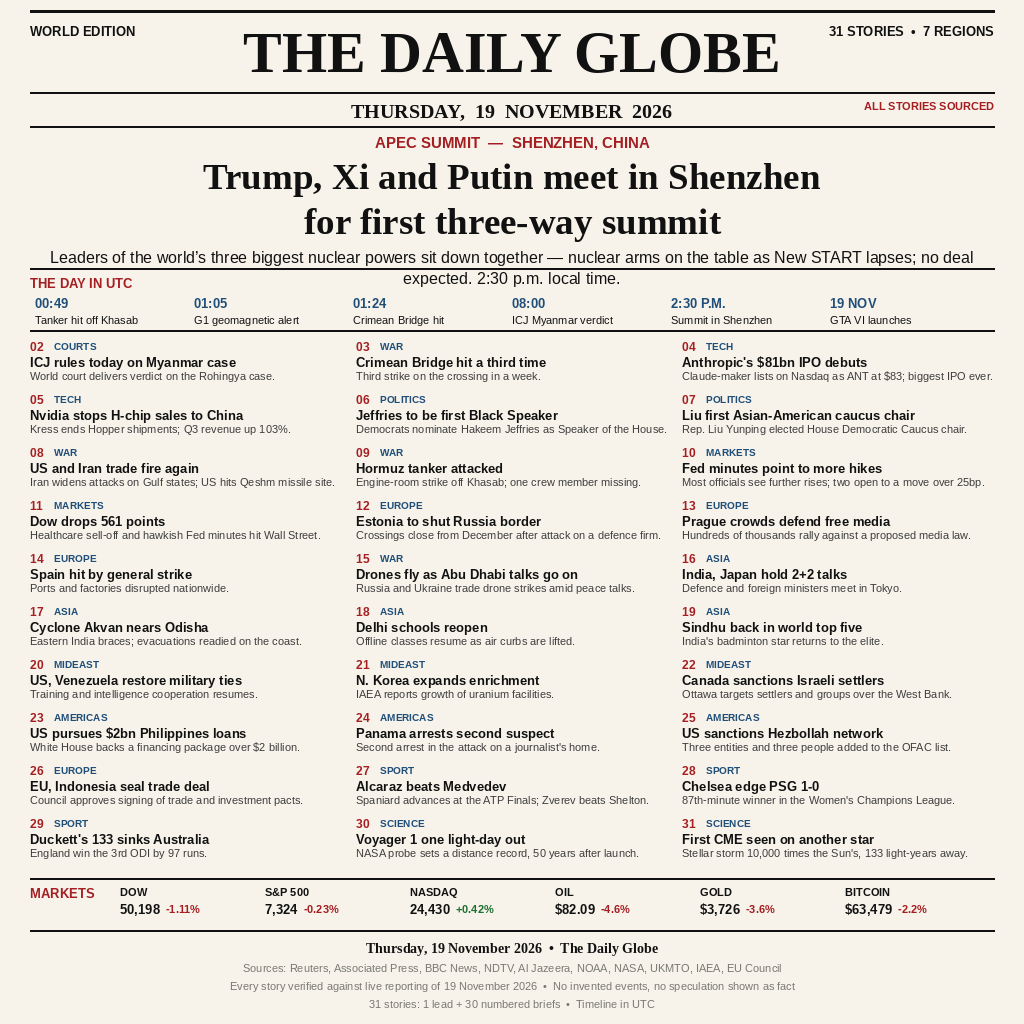 WORLD EDITION
THE DAILY GLOBE
31 STORIES • 7 REGIONS
THURSDAY, 19 NOVEMBER 2026
ALL STORIES SOURCED
APEC SUMMIT — SHENZHEN, CHINA
Trump, Xi and Putin meet in Shenzhen
for first three-way summit
Leaders of the world's three biggest nuclear powers sit down together — nuclear arms on the table as New START lapses; no deal
expected. 2:30 p.m. local time.
THE DAY IN UTC
00:49
Tanker hit off Khasab
01:05
G1 geomagnetic alert
01:24
Crimean Bridge hit
08:00
ICJ Myanmar verdict
2:30 P.M.
Summit in Shenzhen
19 NOV
GTA VI launches
02 COURTS
ICJ rules today on Myanmar case
World court delivers verdict on the Rohingya case.
03 WAR
Crimean Bridge hit a third time
Third strike on the crossing in a week.
04 TECH
Anthropic's $81bn IPO debuts
Claude-maker lists on Nasdaq as ANT at $83; biggest IPO ever.
05 TECH
Nvidia stops H-chip sales to China
Kress ends Hopper shipments; Q3 revenue up 103%.
06 POLITICS
Jeffries to be first Black Speaker
Democrats nominate Hakeem Jeffries as Speaker of the House.
07 POLITICS
Liu first Asian-American caucus chair
Rep. Liu Yunping elected House Democratic Caucus chair.
08 WAR
US and Iran trade fire again
Iran widens attacks on Gulf states; US hits Qeshm missile site.
09 WAR
Hormuz tanker attacked
Engine-room strike off Khasab; one crew member missing.
10 MARKETS
Fed minutes point to more hikes
Most officials see further rises; two open to a move over 25bp.
11 MARKETS
Dow drops 561 points
Healthcare sell-off and hawkish Fed minutes hit Wall Street.
12 EUROPE
Estonia to shut Russia border
Crossings close from December after attack on a defence firm.
13 EUROPE
Prague crowds defend free media
Hundreds of thousands rally against a proposed media law.
14 EUROPE
Spain hit by general strike
Ports and factories disrupted nationwide.
15 WAR
Drones fly as Abu Dhabi talks go on
Russia and Ukraine trade drone strikes amid peace talks.
16 ASIA
India, Japan hold 2+2 talks
Defence and foreign ministers meet in Tokyo.
17 ASIA
Cyclone Akvan nears Odisha
Eastern India braces; evacuations readied on the coast.
18 ASIA
Delhi schools reopen
Offline classes resume as air curbs are lifted.
19 ASIA
Sindhu back in world top five
India's badminton star returns to the elite.
20 MIDEAST
US, Venezuela restore military ties
Training and intelligence cooperation resumes.
21 MIDEAST
N. Korea expands enrichment
IAEA reports growth of uranium facilities.
22 MIDEAST
Canada sanctions Israeli settlers
Ottawa targets settlers and groups over the West Bank.
23 AMERICAS
US pursues $2bn Philippines loans
White House backs a financing package over $2 billion.
24 AMERICAS
Panama arrests second suspect
Second arrest in the attack on a journalist's home.
25 AMERICAS
US sanctions Hezbollah network
Three entities and three people added to the OFAC list.
26 EUROPE
EU, Indonesia seal trade deal
Council approves signing of trade and investment pacts.
27 SPORT
Alcaraz beats Medvedev
Spaniard advances at the ATP Finals; Zverev beats Shelton.
28 SPORT
Chelsea edge PSG 1-0
87th-minute winner in the Women's Champions League.
29 SPORT
Duckett's 133 sinks Australia
England win the 3rd ODI by 97 runs.
30 SCIENCE
Voyager 1 one light-day out
NASA probe sets a distance record, 50 years after launch.
31 SCIENCE
First CME seen on another star
Stellar storm 10,000 times the Sun's, 133 light-years away.
MARKETS
DOW
50,198 -1.11%
S&P 500
7,324 -0.23%
NASDAQ
24,430 +0.42%
OIL
$82.09 -4.6%
GOLD
$3,726 -3.6%
BITCOIN
$63,479 -2.2%
Thursday, 19 November 2026 • The Daily Globe
Sources: Reuters, Associated Press, BBC News, NDTV, Al Jazeera, NOAA, NASA, UKMTO, IAEA, EU Council
Every story verified against live reporting of 19 November 2026 • No invented events, no speculation shown as fact
31 stories: 1 lead + 30 numbered briefs • Timeline in UTC